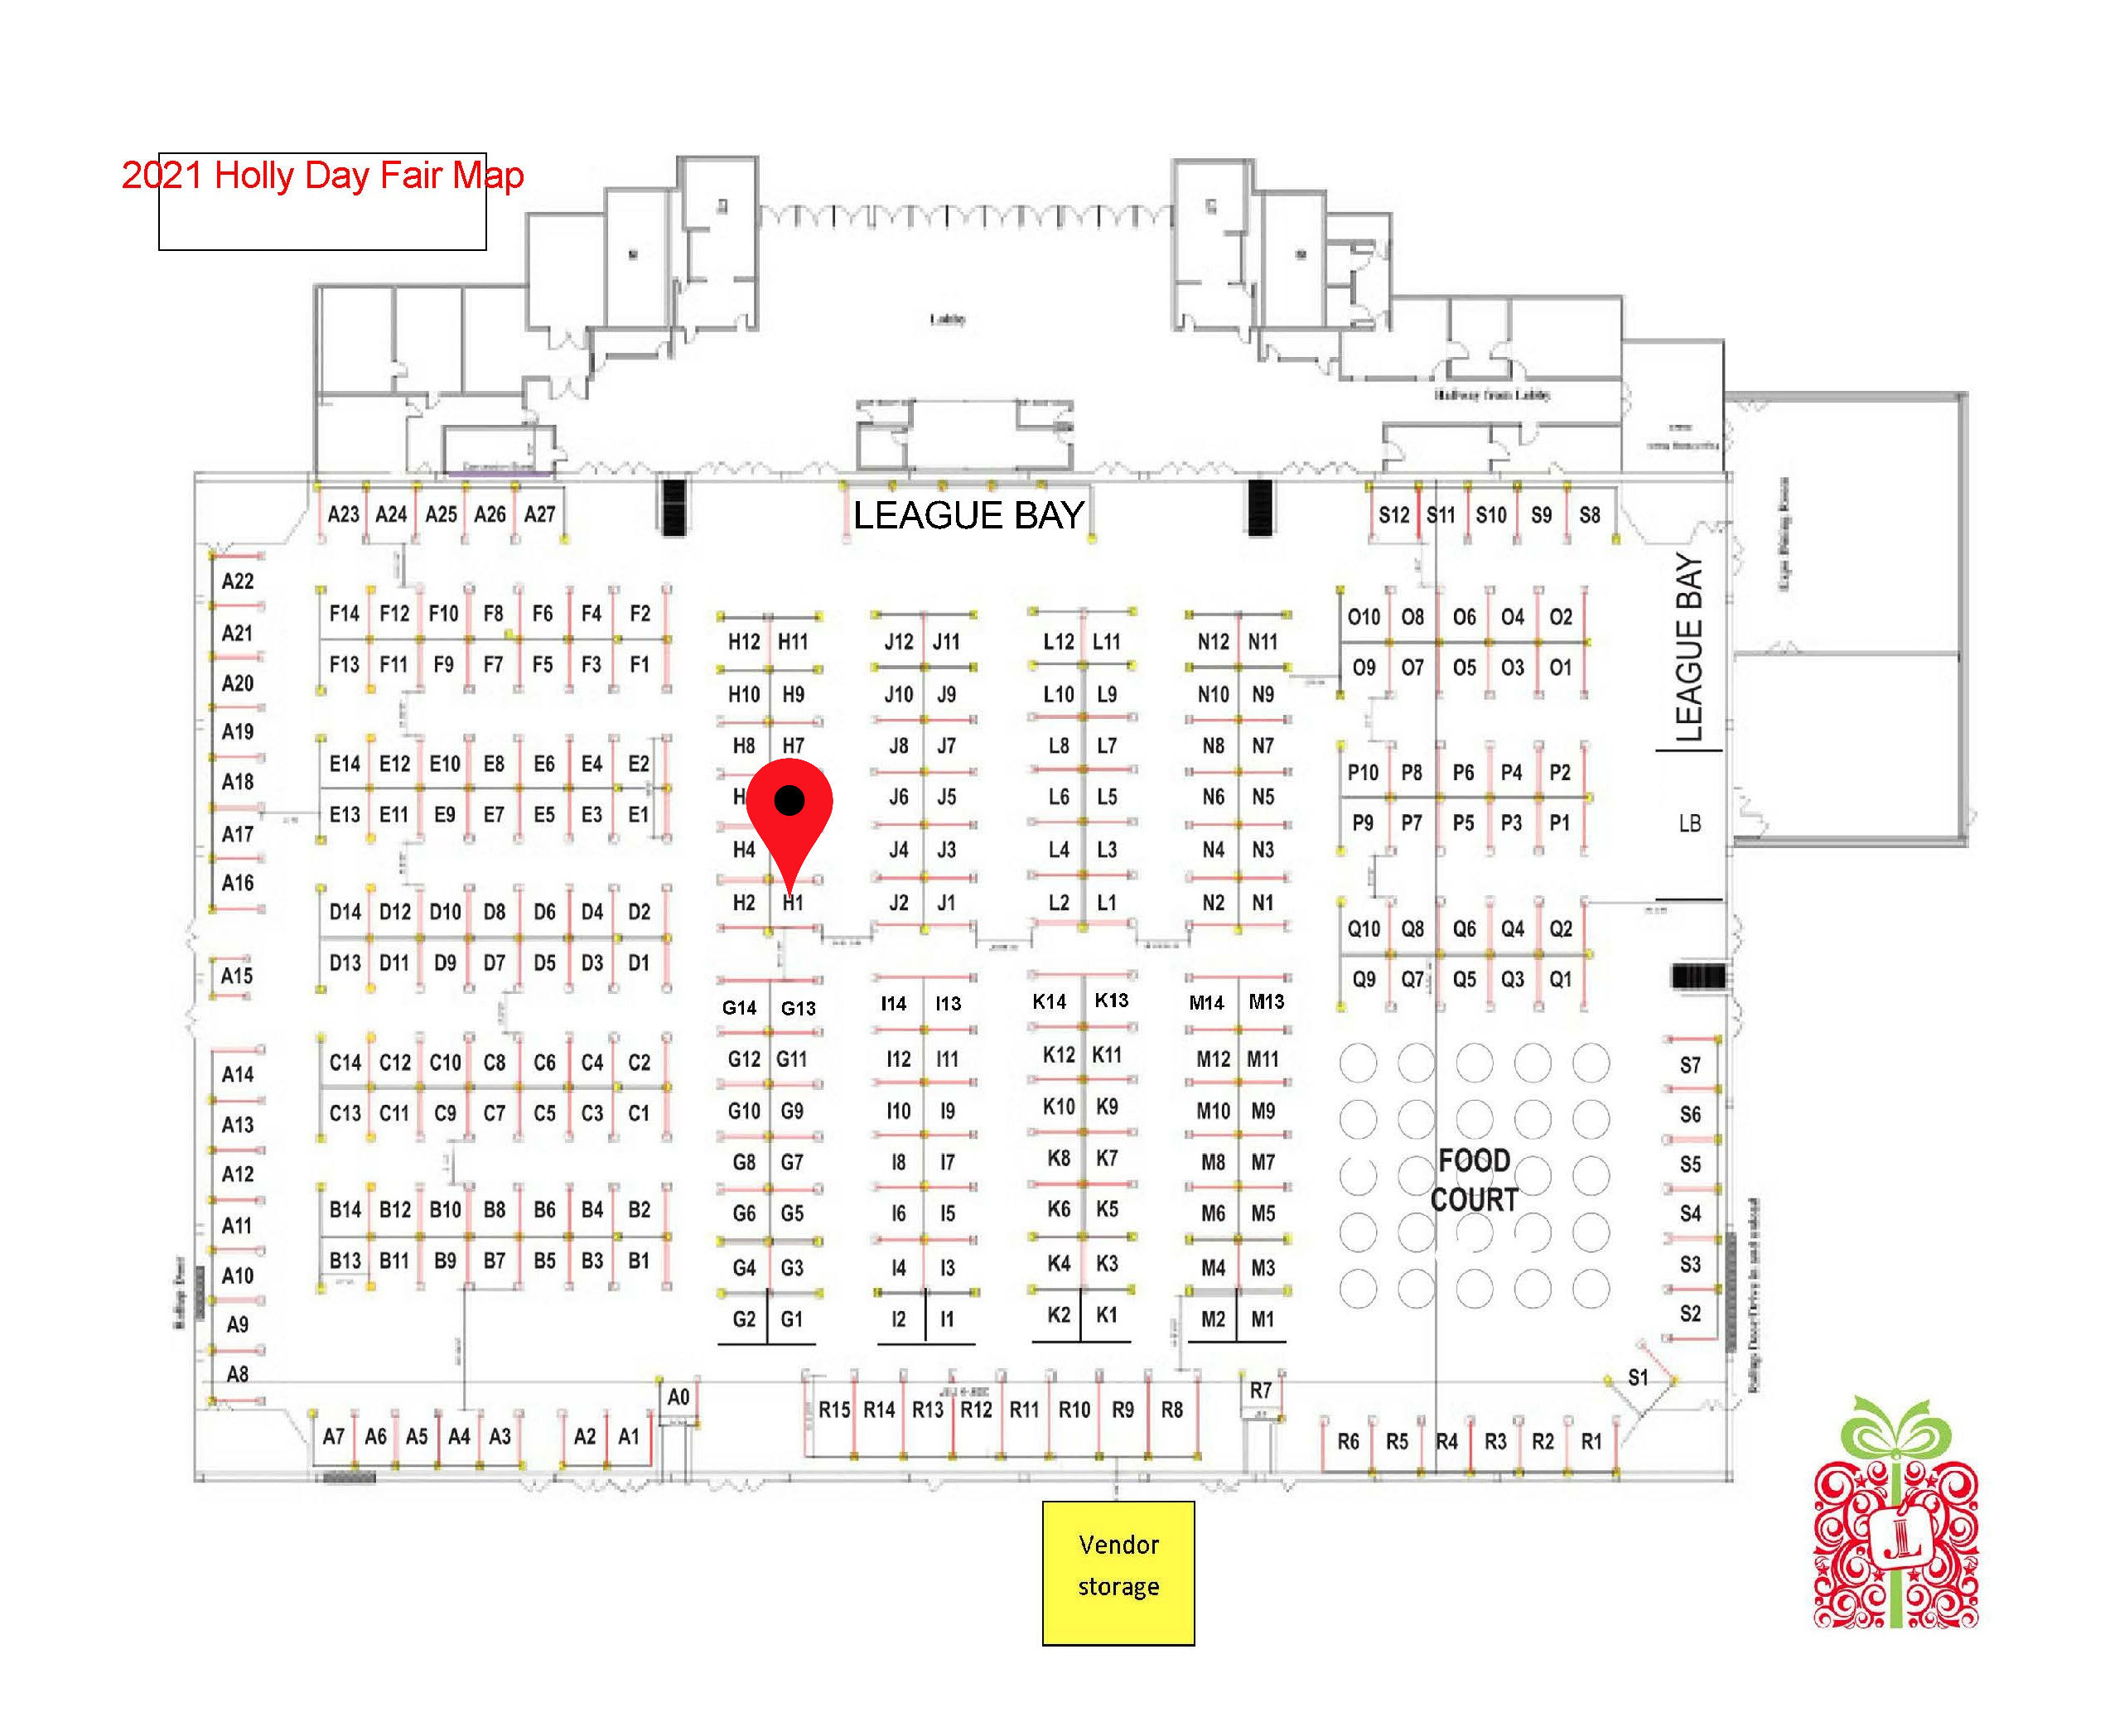 2021 Holly Day Fair Map
Lobby
Hallway from Lobby
LEAGUE BAY
A23 A24 A25 A26 A27
S12 S11 S10 S9 S8
LEAGUE BAY
LB
A22
A21
A20
A19
A18
A17
A16
A15
A14
A13
A12
A11
A10
A9
A8
F14 F12 F10 F8 F6 F4 F2
F13 F11 F9 F7 F5 F3 F1
E14 E12 E10 E8 E6 E4 E2
E13 E11 E9 E7 E5 E3 E1
D14 D12 D10 D8 D6 D4 D2
D13 D11 D9 D7 D5 D3 D1
C14 C12 C10 C8 C6 C4 C2
C13 C11 C9 C7 C5 C3 C1
B14 B12 B10 B8 B6 B4 B2
B13 B11 B9 B7 B5 B3 B1
H12 H11
H10 H9
H8 H7
H4
H2 H1
G14 G13
G12 G11
G10 G9
G8 G7
G6 G5
G4 G3
G2 G1
J12 J11
J10 J9
J8 J7
J6 J5
J4 J3
J2 J1
I14 I13
I12 I11
I10 I9
I8 I7
I6 I5
I4 I3
I2 I1
L12 L11
L10 L9
L8 L7
L6 L5
L4 L3
L2 L1
K14 K13
K12 K11
K10 K9
K8 K7
K6 K5
K4 K3
K2 K1
N12 N11
N10 N9
N8 N7
N6 N5
N4 N3
N2 N1
M14 M13
M12 M11
M10 M9
M8 M7
M6 M5
M4 M3
M2 M1
O10 O8 O6 O4 O2
O9 O7 O5 O3 O1
P10 P8 P6 P4 P2
P9 P7 P5 P3 P1
Q10 Q8 Q6 Q4 Q2
Q9 Q7 Q5 Q3 Q1
FOOD
COURT
S7
S6
S5
S4
S3
S2
S1
A7 A6 A5 A4 A3 A2 A1
A0
R15 R14 R13 R12 R11 R10 R9 R8
R7
R6 R5 R4 R3 R2 R1
Vendor
storage
JL